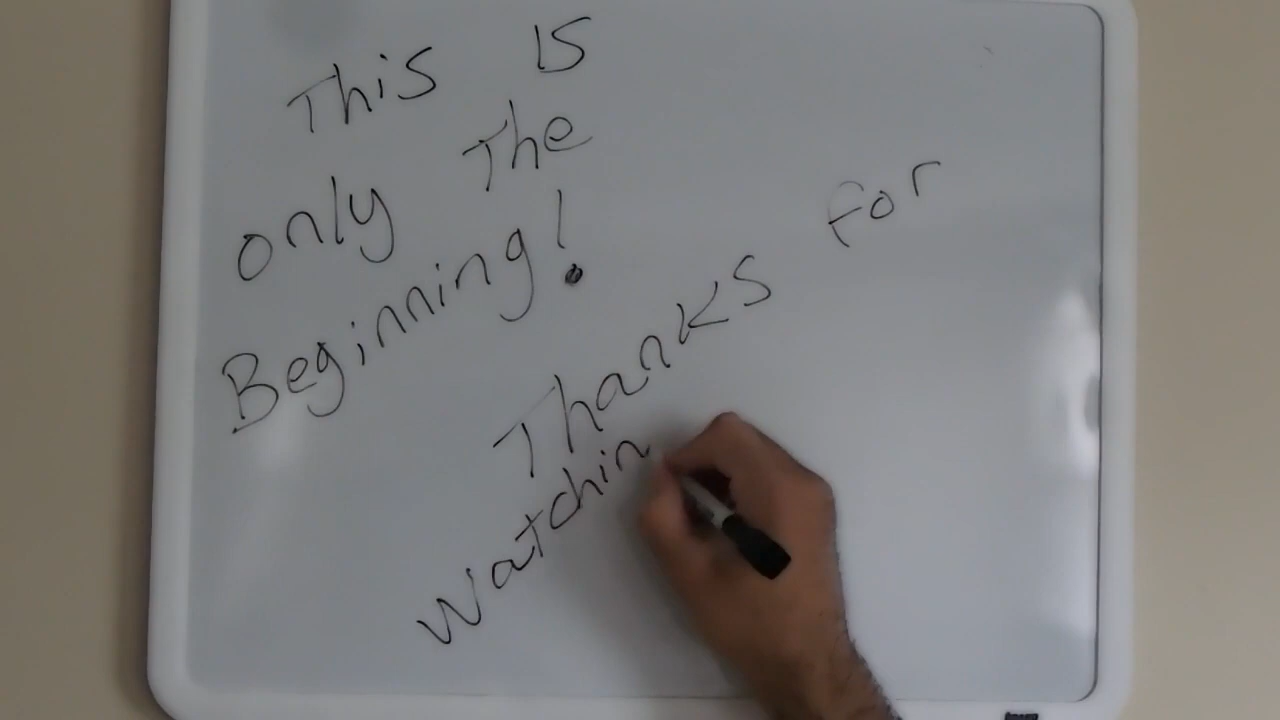 This is
only The
Beginning!
Thanks for
watchin